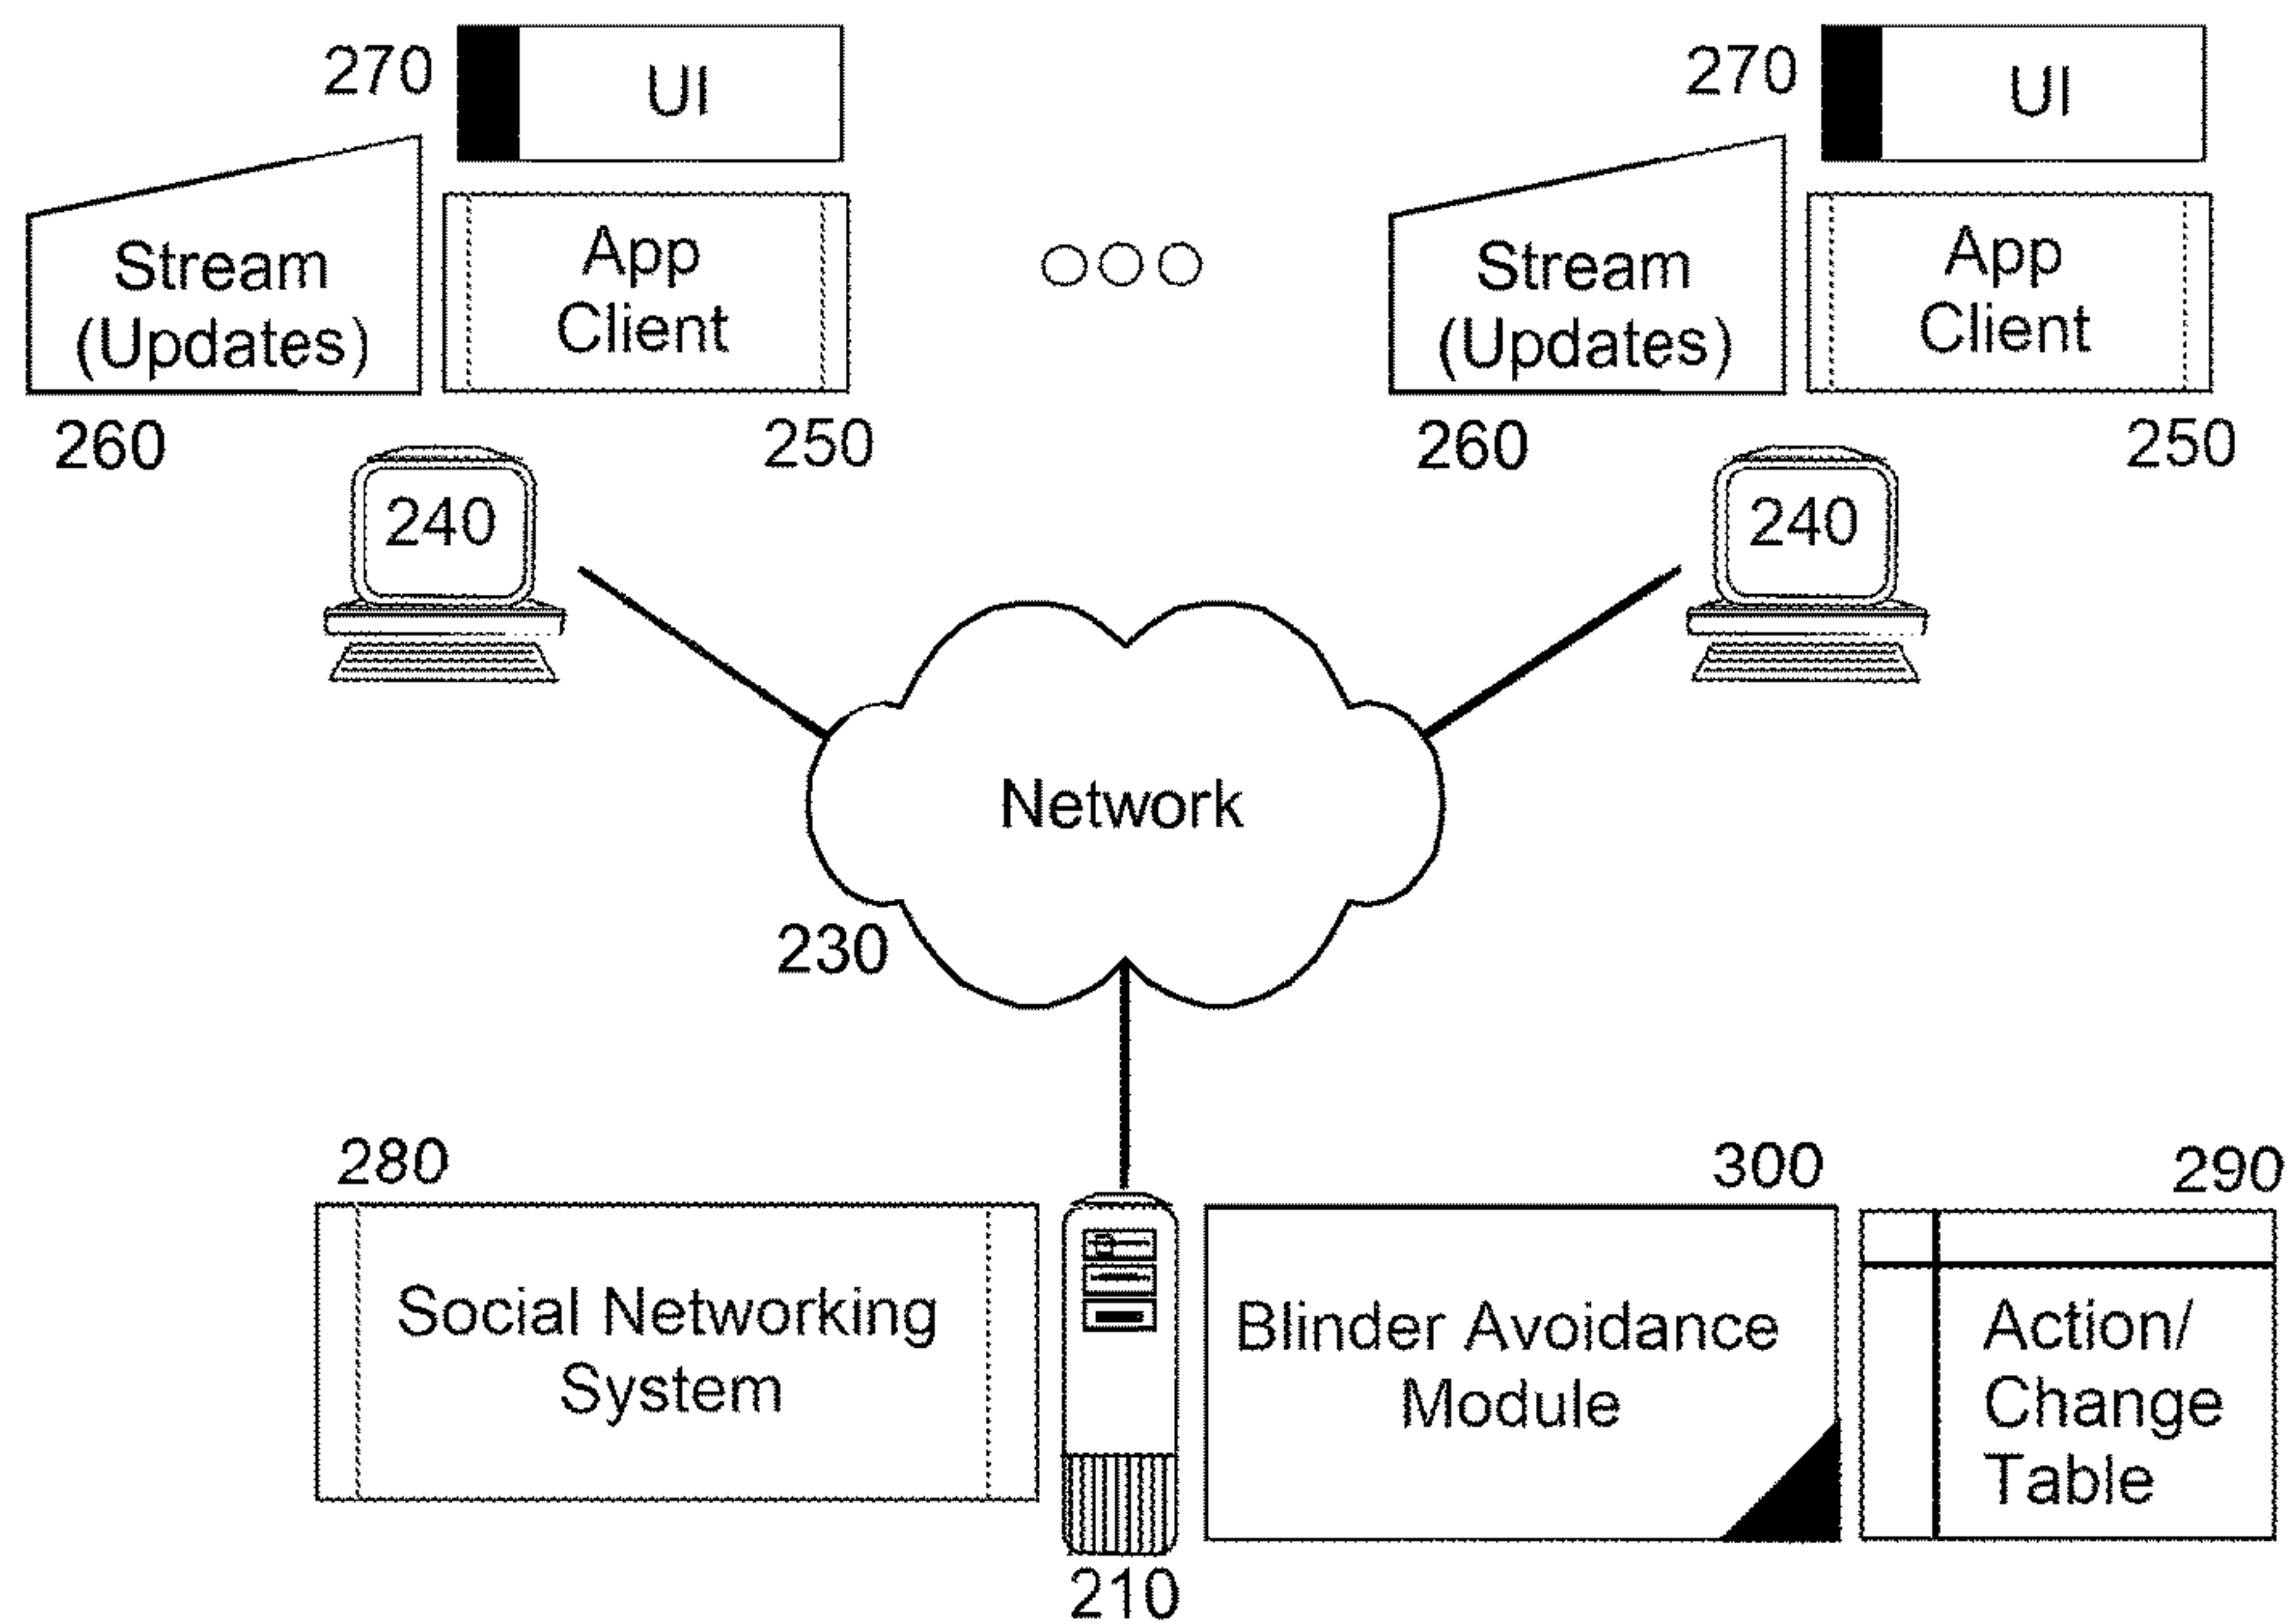 270
UI
Stream
(Updates)
App
Client
260
250
240
270
UI
Stream
(Updates)
App
Client
260
250
240
Network
230
280
Social Networking
System
210
300
Blinder Avoidance
Module
290
Action/
Change
Table